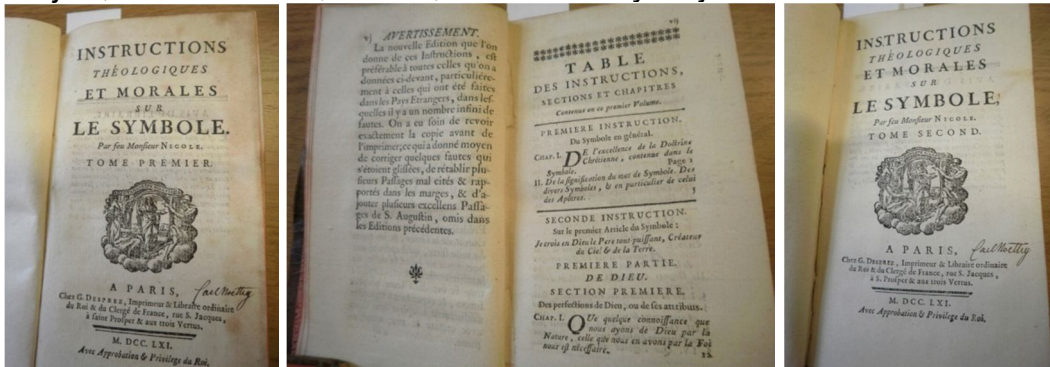 INSTRUCTIONS
THÉOLOGIQUES
ET MORALES
SUR
LE SYMBOLE.
Par feu Monsieur NICOLE.
TOME PREMIER.
A PARIS,
Chez G. DESPREZ, Imprimeur & Libraire ordinaire
du Roi & du Clergé de France, rue S. Jacques,
à saint Prosper & aux trois Vertus.
M. DCC. LXI.
Avec Approbation & Privilege du Roi.
vj AVERTISSEMENT.
La nouvelle Edition que l'on
donne de ces Instructions, est
préférable à toutes celles qu'on a
données ci-devant, particuliére-
ment à celles qui ont été faites
dans les Pays Etrangers, dans les-
quelles il y a un nombre infini de
fautes. On a eu soin de revoir
exactement la copie avant de
l'imprimer, ce qui a donné moyen
de corriger quelques fautes qui
s'étoient glissées, de rétablir plu-
sieurs Passages mal cités & rap-
portés dans les marges, & d'a-
jouter plusieurs excellens Passa-
ges de S. Augustin, omis dans
les Editions précédentes.
vij
TABLE
DES INSTRUCTIONS,
SECTIONS ET CHAPITRES
Contenus en ce premier Volume.
PREMIERE INSTRUCTION.
Du Symbole en général.
CHAP. I. DE l'excellence de la Doctrine
Chrétienne, contenue dans le
Symbole. Page 1
II. De la signification du mot de Symbole. Des
divers Symboles, & en particulier de celui
des Apôtres. 3
SECONDE INSTRUCTION.
Sur le premier Article du Symbole :
Je crois en Dieu le Pere tout puissant, Créateur
du Ciel & de la Terre.
PREMIERE PARTIE.
DE DIEU.
SECTION PREMIERE.
Des perfections de Dieu, ou de ses attributs.
CHAP. I. QUe quelque connoissance que
nous ayons de Dieu par la
Nature, celle que nous en avons par la Foi
nous est nécessaire. 12
INSTRUCTIONS
THÉOLOGIQUES
ET MORALES
SUR
LE SYMBOLE,
Par feu Monsieur NICOLE.
TOME SECOND.
A PARIS,
Chez G. DESPREZ, Imprimeur & Libraire ordinaire
du Roi & du Clergé de France, rue S. Jacques,
à S. Prosper & aux trois Vertus.
M. DCC. LXI.
Avec Approbation & Privilege du Roi.